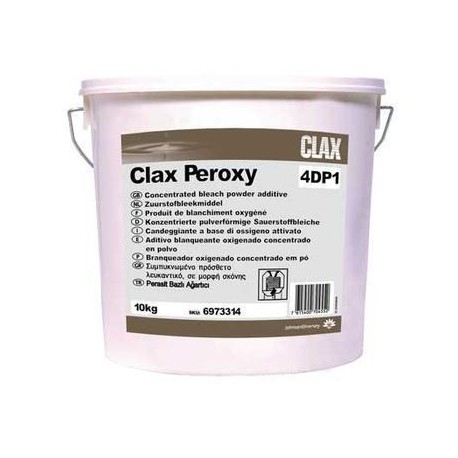 CLAX
Clax Peroxy
4DP1
GB Concentrated bleach powder additive
NL Zuurstofbleekmiddel
F Produit de blanchiment oxygéné
D Konzentrierte pulverförmige Sauerstoffbleiche
I Candeggiante a base di ossigeno attivato
E Aditivo blanqueante oxigenado concentrado
en polvo
P Branqueador oxigenado concentrado em pó
GR Συμπυκνωμένο πρόσθετο
λευκαντικό, σε μορφή σκόνης
TR Perasit Bazlı Ağartıcı
10kg
SKU: 6973314
JohnsonDiversey